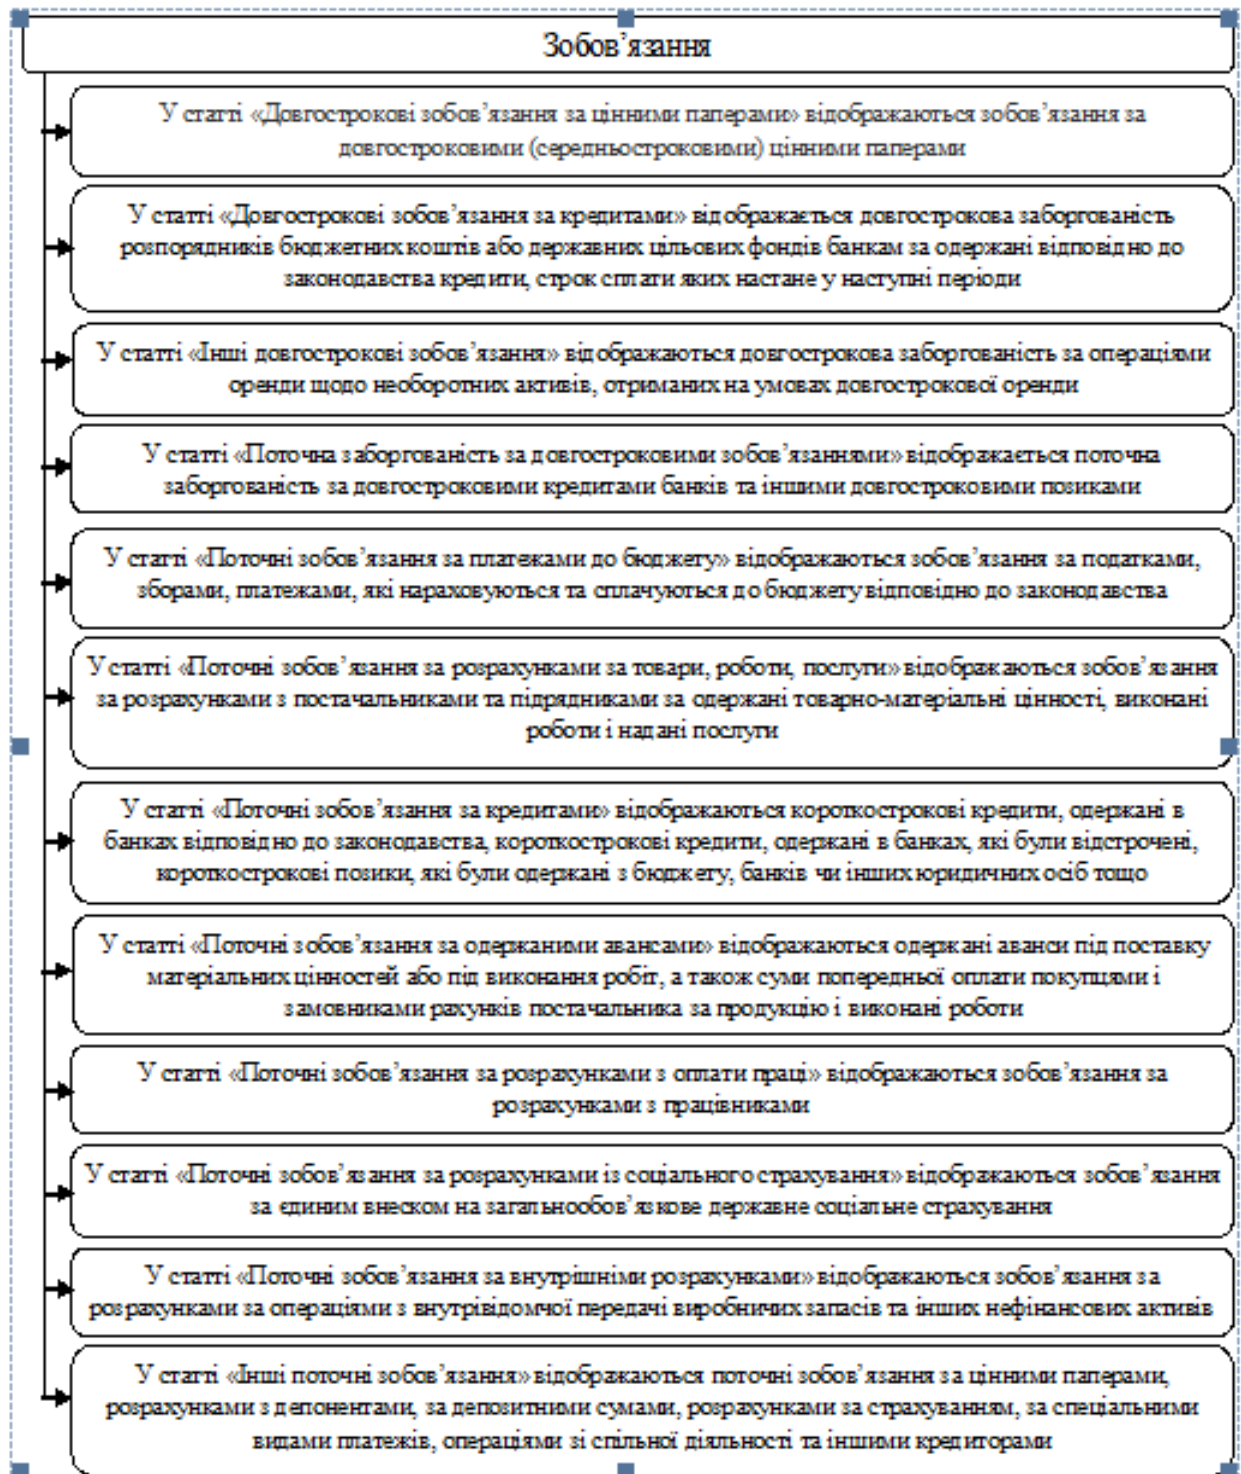 Зобов’язання
У статті «Довгострокові зобов’язання за цінними паперами» відображаються зобов’язання за
довгостроковими (середньостроковими) цінними паперами
У статті «Довгострокові зобов’язання за кредитами» відображається довгострокова заборгованість
розпорядників бюджетних коштів або державних цільових фондів банкам за одержані відповідно до
законодавства кредити, строк сплати яких настане у наступні періоди
У статті «Інші довгострокові зобов’язання» відображаються довгострокова заборгованість за операціями
оренди щодо необоротних активів, отриманих на умовах довгострокової оренди
У статті «Поточна заборгованість за довгостроковими зобов’язаннями» відображається поточна
заборгованість за довгостроковими кредитами банків та іншими довгостроковими позиками
У статті «Поточні зобов’язання за платежами до бюджету» відображаються зобов’язання за податками,
зборами, платежами, які нараховуються та сплачуються до бюджету відповідно до законодавства
У статті «Поточні зобов’язання за розрахунками за товари, роботи, послуги» відображаються зобов’язання
за розрахунками з постачальниками та підрядниками за одержані товарно-матеріальні цінності, виконані
роботи і надані послуги
У статті «Поточні зобов’язання за кредитами» відображаються короткострокові кредити, одержані в
банках відповідно до законодавства, короткострокові кредити, одержані в банках, які були відстрочені,
короткострокові позики, які були одержані з бюджету, банків чи інших юридичних осіб тощо
У статті «Поточні зобов’язання за одержаними авансами» відображаються одержані аванси під поставку
матеріальних цінностей або під виконання робіт, а також суми попередньої оплати покупцями і
замовниками рахунків постачальника за продукцію і виконані роботи
У статті «Поточні зобов’язання за розрахунками з оплати праці» відображаються зобов’язання за
розрахунками з працівниками
У статті «Поточні зобов’язання за розрахунками із соціального страхування» відображаються зобов’язання
за єдиним внеском на загальнообов’язкове державне соціальне страхування
У статті «Поточні зобов’язання за внутрішніми розрахунками» відображаються зобов’язання за
розрахунками за операціями з внутрівідомчої передачі виробничих запасів та інших нефінансових активів
У статті «Інші поточні зобов’язання» відображаються поточні зобов’язання за цінними паперами,
розрахунками з депонентами, за депозитними сумами, розрахунками за страхуванням, за спеціальними
видами платежів, операціями зі спільної діяльності та іншими кредиторами